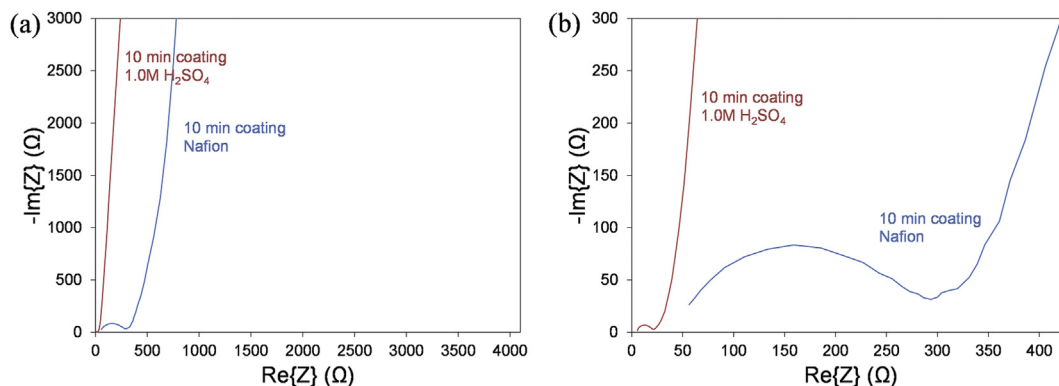 (a)
3000
2500
2000
1500
1000
500
0
-Im{Z} (Ω)
10 min coating
1.0M H₂SO₄
10 min coating
Nafion
0 500 1000 1500 2000 2500 3000 3500 4000
Re{Z} (Ω)
(b)
300
250
200
150
100
50
0
-Im{Z} (Ω)
10 min coating
1.0M H₂SO₄
10 min coating
Nafion
0 50 100 150 200 250 300 350 400
Re{Z} (Ω)